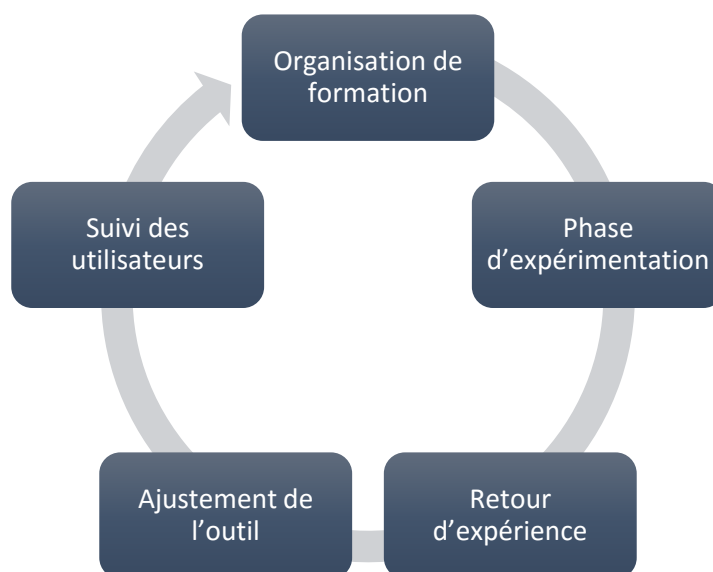 Organisation de
formation
Phase
d’expérimentation
Retour
d’expérience
Ajustement de
l’outil
Suivi des
utilisateurs